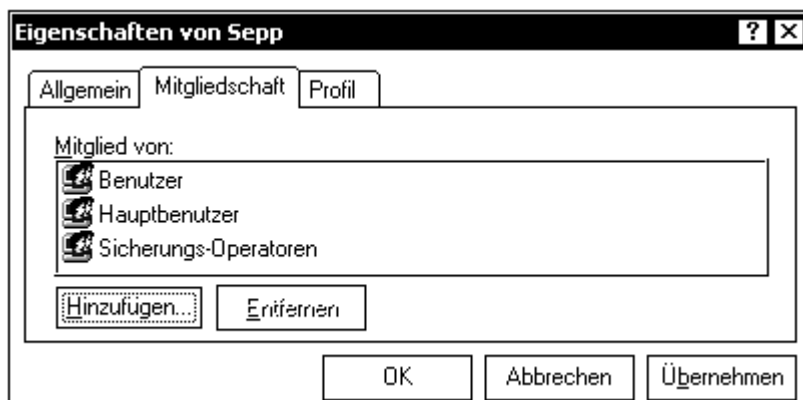 Eigenschaften von Sepp
Allgemein Mitgliedschaft Profil
Mitglied von:
Benutzer
Hauptbenutzer
Sicherungs-Operatoren
Hinzufügen... Entfernen
OK Abbrechen Übernehmen